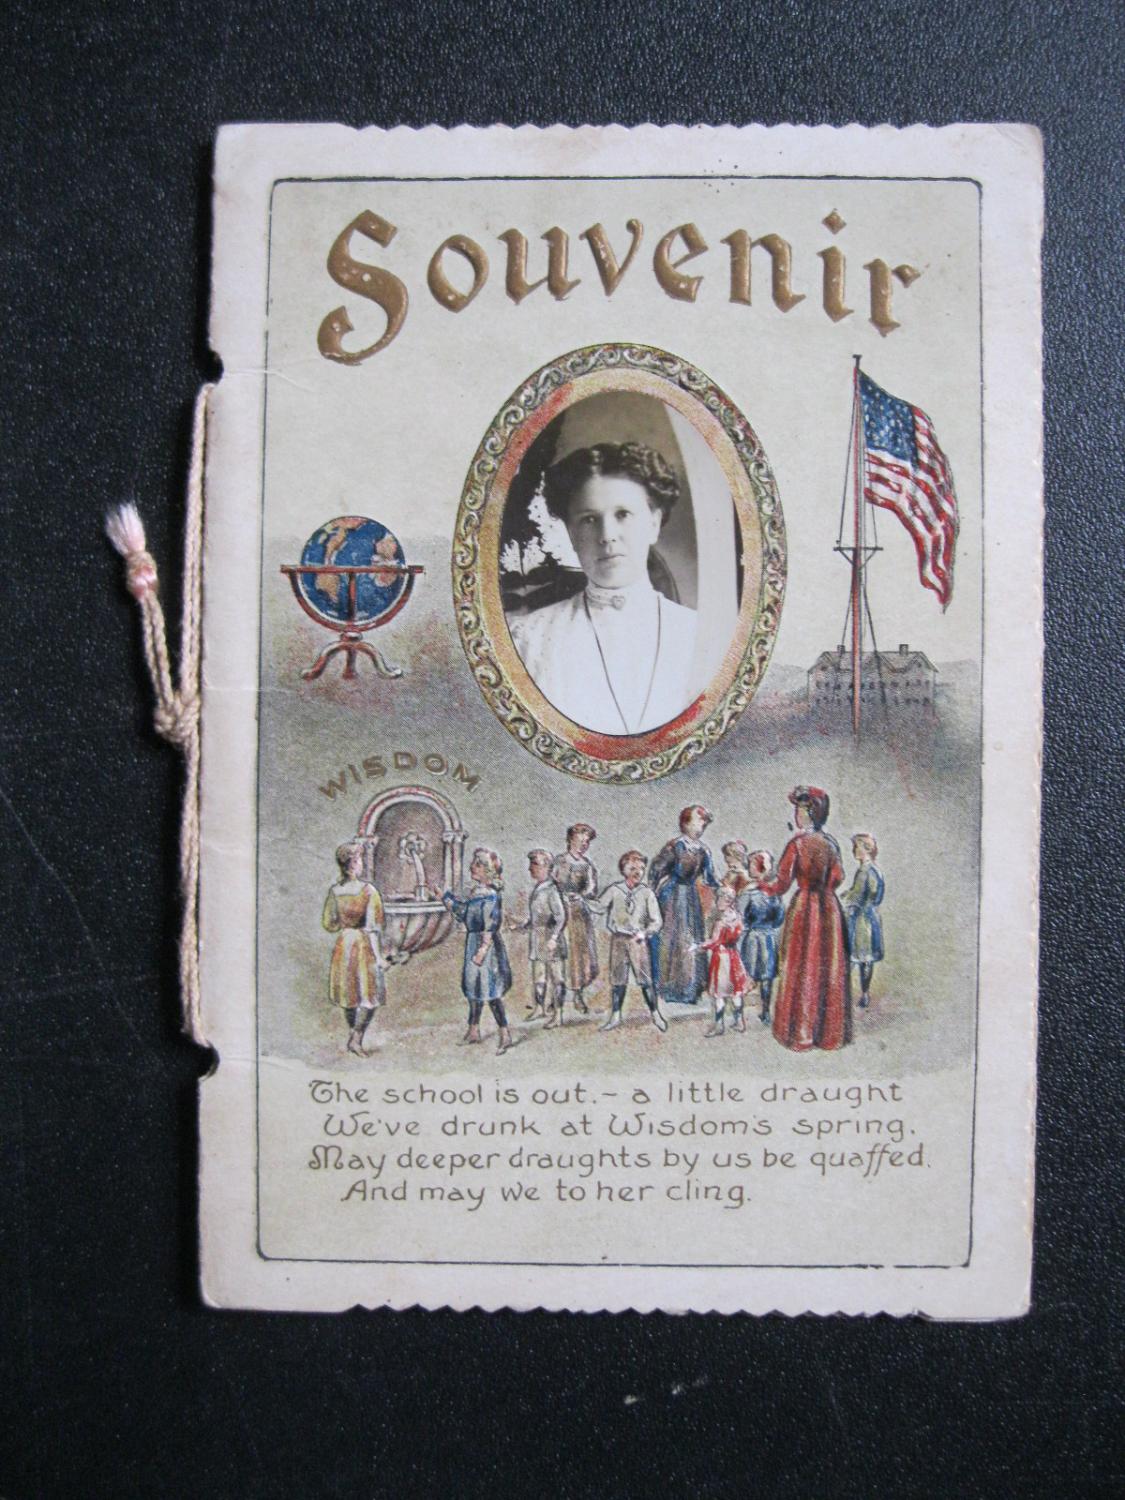 Souvenir
WISDOM
The school is out.- a little draught
We've drunk at Wisdom's spring,
May deeper draughts by us be quaffed.
And may we to her cling.